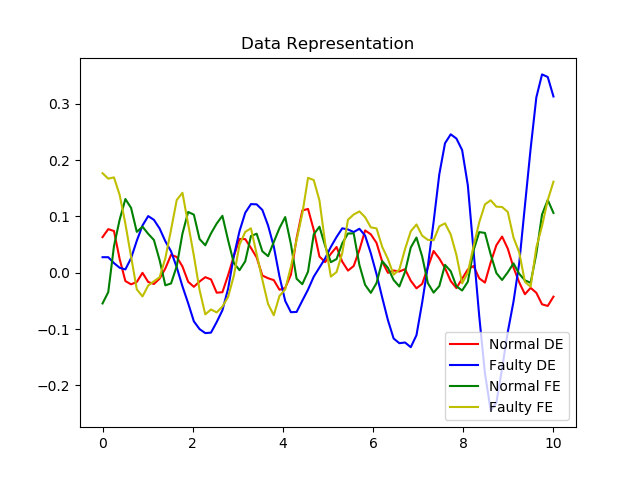 Data Representation
0.3
0.2
0.1
0.0
−0.1
−0.2
0 2 4 6 8 10
Normal DE
Faulty DE
Normal FE
Faulty FE